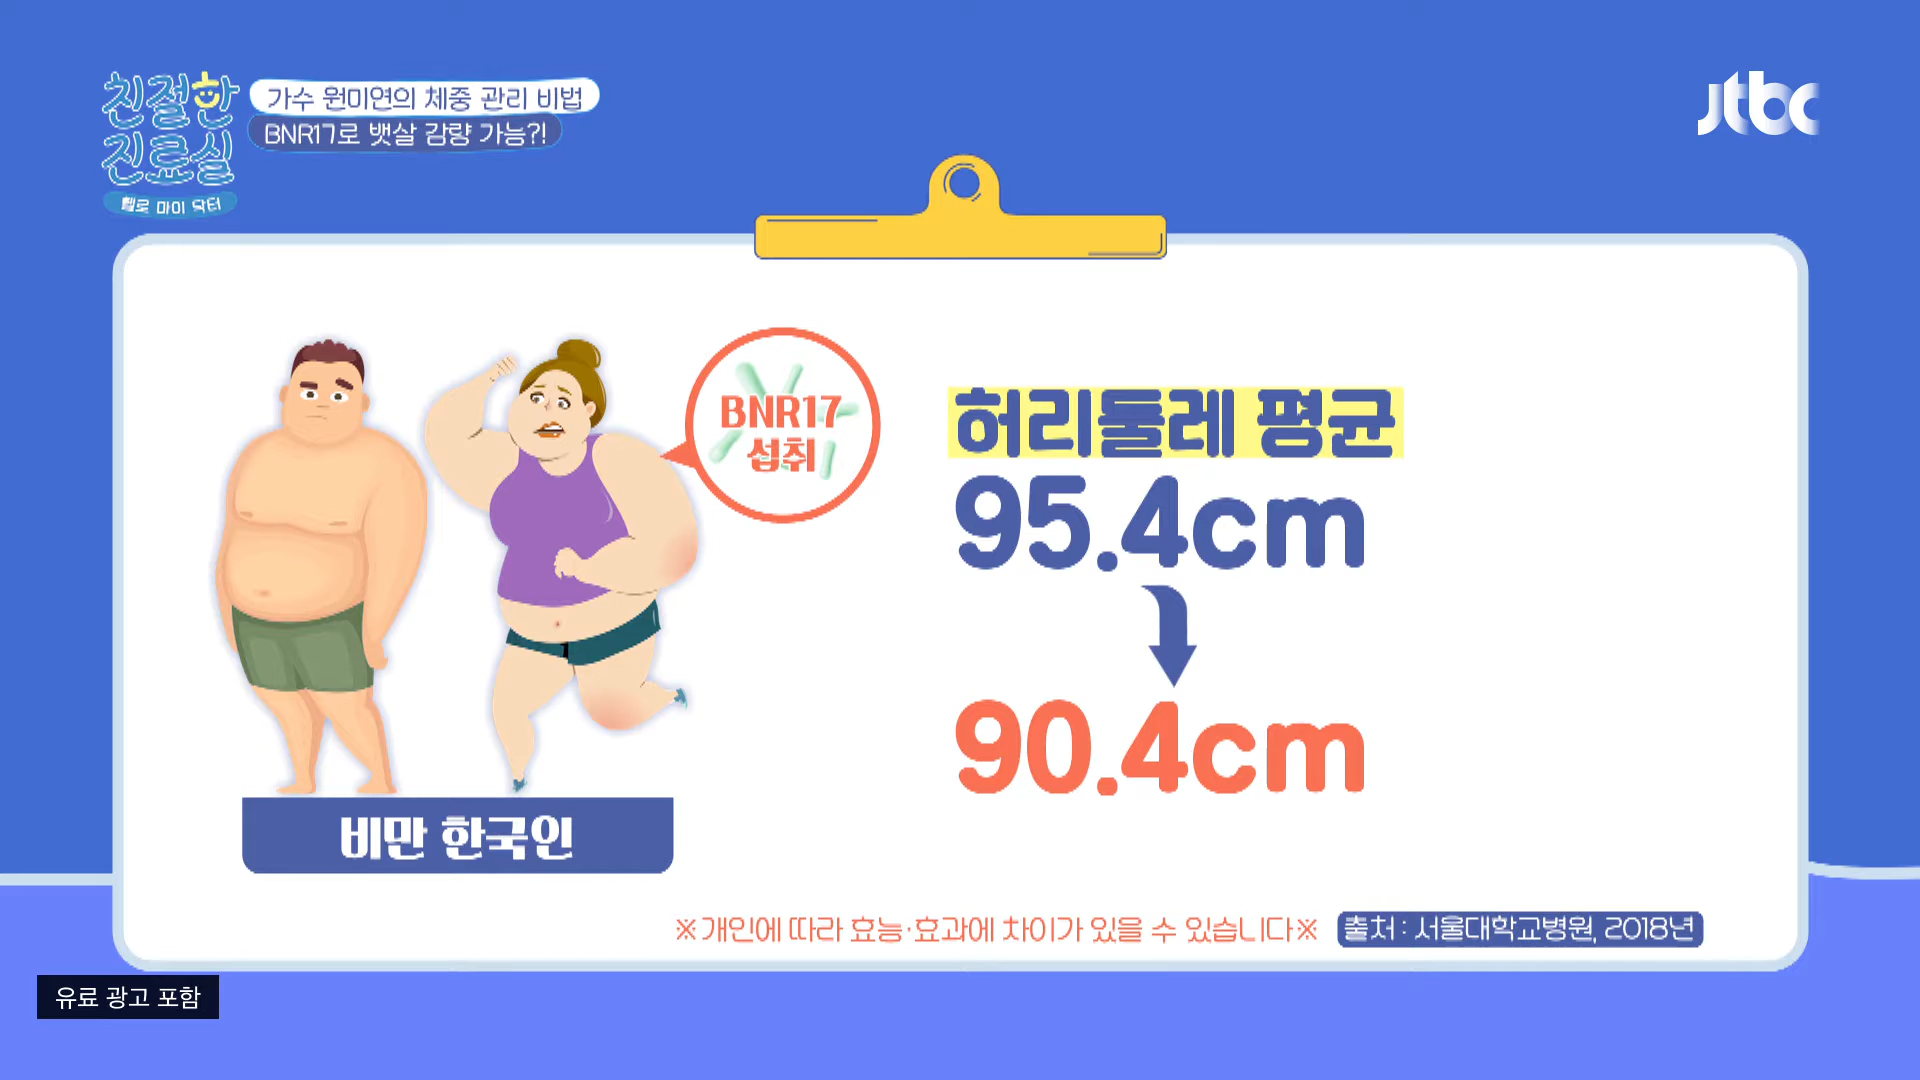 친절한
진료실
헬로 마이 닥터
가수 원미연의 체중 관리 비법
BNR17로 뱃살 감량 가능?!
jtbc
BNR17
섭취
허리둘레 평균
95.4cm
90.4cm
비만 한국인
※개인에 따라 효능·효과에 차이가 있을 수 있습니다※
출처 : 서울대학교병원, 2018년
유료 광고 포함